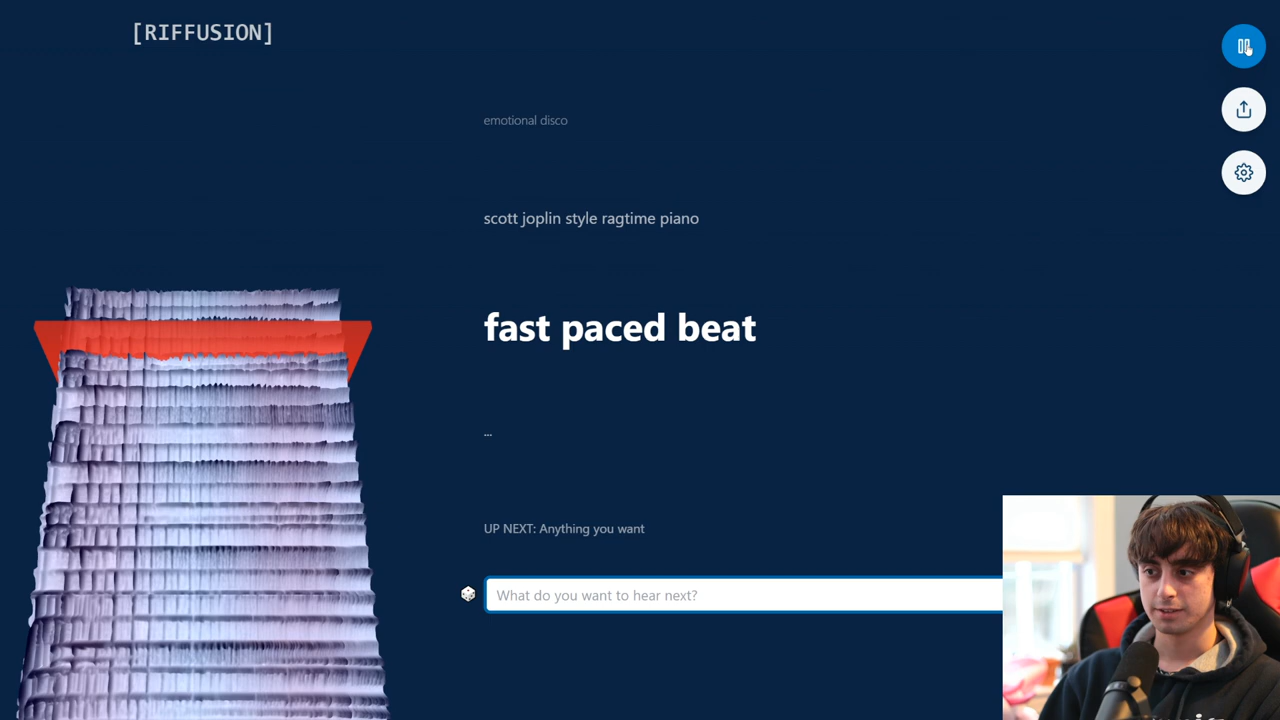 [RIFFUSION]
emotional disco
scott joplin style ragtime piano
fast paced beat
...
UP NEXT: Anything you want
What do you want to hear next?